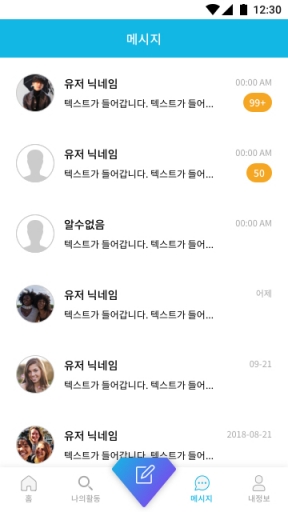 12:30
메시지
유저 닉네임
00:00 AM
텍스트가 들어갑니다. 텍스트가 들어...
99+
유저 닉네임
00:00 AM
텍스트가 들어갑니다. 텍스트가 들어...
50
알수없음
00:00 AM
텍스트가 들어갑니다. 텍스트가 들어...
유저 닉네임
어제
텍스트가 들어갑니다. 텍스트가 들어...
유저 닉네임
09-21
텍스트가 들어갑니다. 텍스트가 들어...
유저 닉네임
2018-08-21
텍스트가 들어갑니다. 텍스트가 들어...
홈
나의활동
메시지
내정보